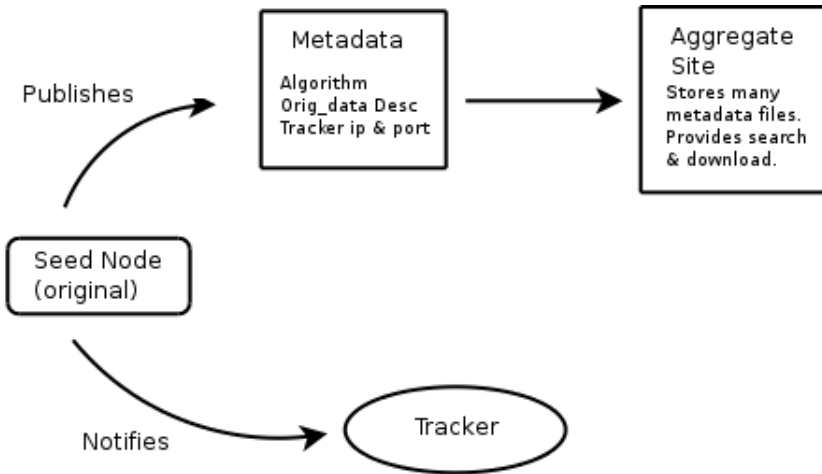 Metadata
Algorithm
Orig_data Desc
Tracker ip & port
Aggregate
Site
Stores many
metadata files.
Provides search
& download.
Publishes
Seed Node
(original)
Notifies
Tracker